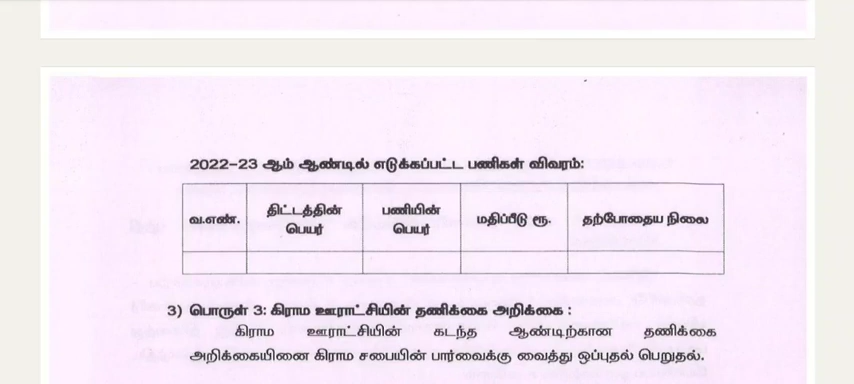 2022-23 ஆம் ஆண்டில் எடுக்கப்பட்ட பணிகள் விவரம்:
வ.எண். திட்டத்தின் பெயர் பணியின் பெயர் மதிப்பீடு ரூ. தற்போதைய நிலை
3) பொருள் 3: கிராம ஊராட்சியின் தணிக்கை அறிக்கை :
கிராம ஊராட்சியின் கடந்த ஆண்டிற்கான தணிக்கை
அறிக்கையினை கிராம சபையின் பார்வைக்கு வைத்து ஒப்புதல் பெறுதல்.